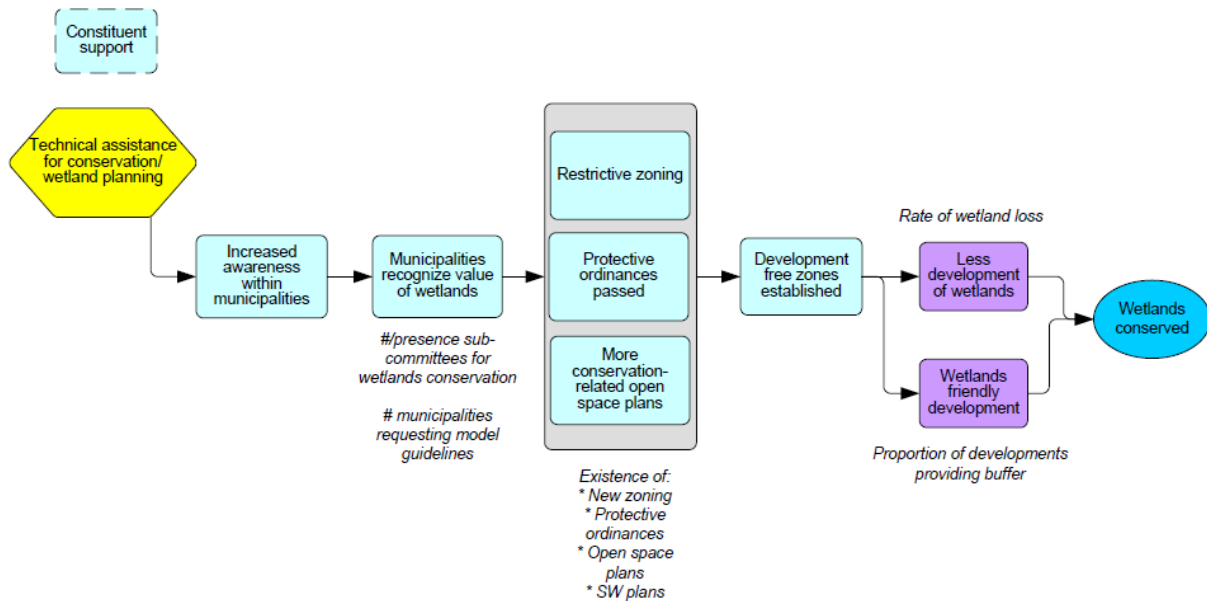 Constituent
support
Technical assistance
for conservation/
wetland planning
Increased
awareness
within
municipalities
Municipalities
recognize value
of wetlands
#/presence sub-
committees for
wetlands conservation
# municipalities
requesting model
guidelines
Restrictive zoning
Protective
ordinances
passed
More
conservation-
related open
space plans
Existence of:
* New zoning
* Protective
ordinances
* Open space
plans
* SW plans
Development
free zones
established
Rate of wetland loss
Less
development
of wetlands
Wetlands
friendly
development
Proportion of developments
providing buffer
Wetlands
conserved